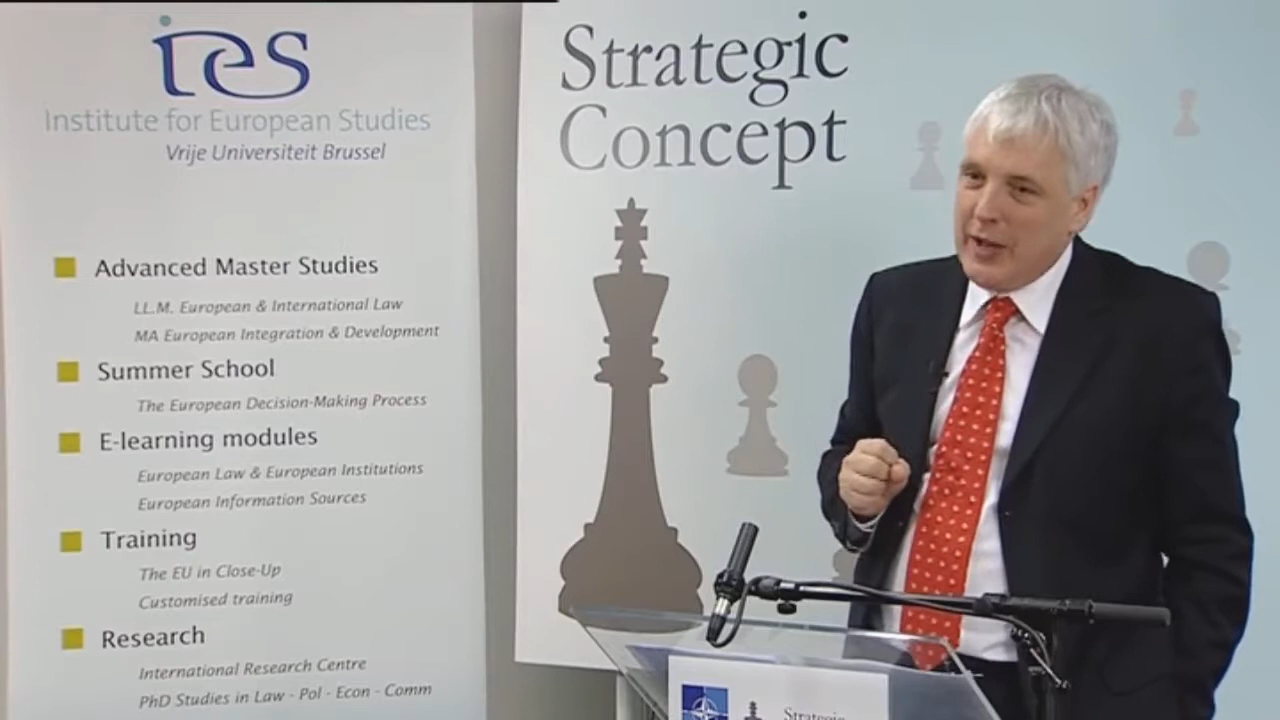 ies
Institute for European Studies
Vrije Universiteit Brussel
Advanced Master Studies
LL.M. European & International Law
MA European Integration & Development
Summer School
The European Decision-Making Process
E-learning modules
European Law & European Institutions
European Information Sources
Training
The EU in Close-Up
Customised training
Research
International Research Centre
PhD Studies in Law - Pol - Econ - Comm
Strategic
Concept
Strategic